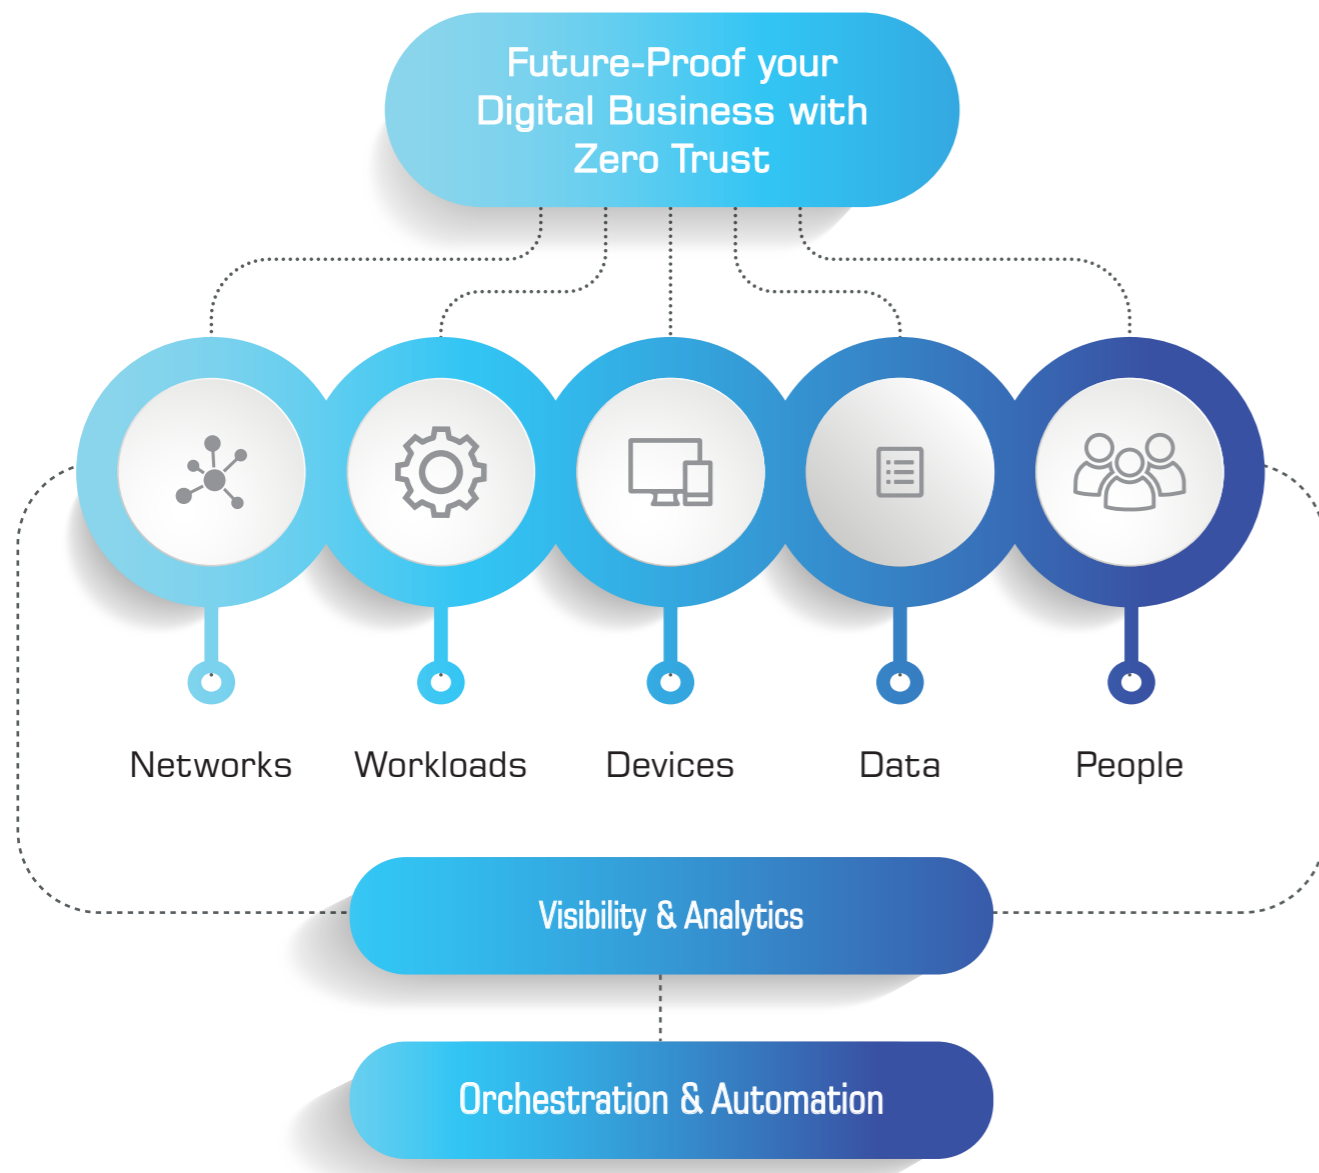 Future-Proof your
Digital Business with
Zero Trust
Networks
Workloads
Devices
Data
People
Visibility & Analytics
Orchestration & Automation